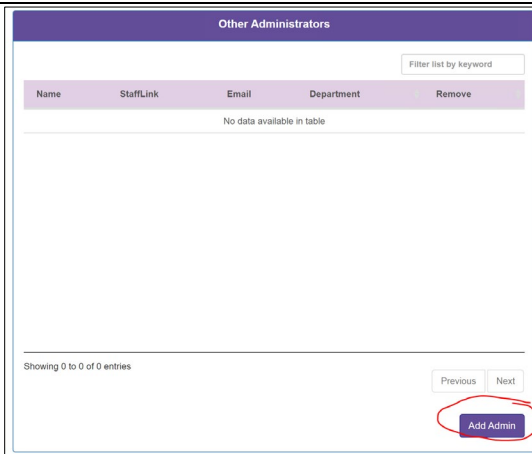 Other Administrators
Filter list by keyword
Name StaffLink Email Department Remove
No data available in table
Showing 0 to 0 of 0 entries
Previous Next
Add Admin